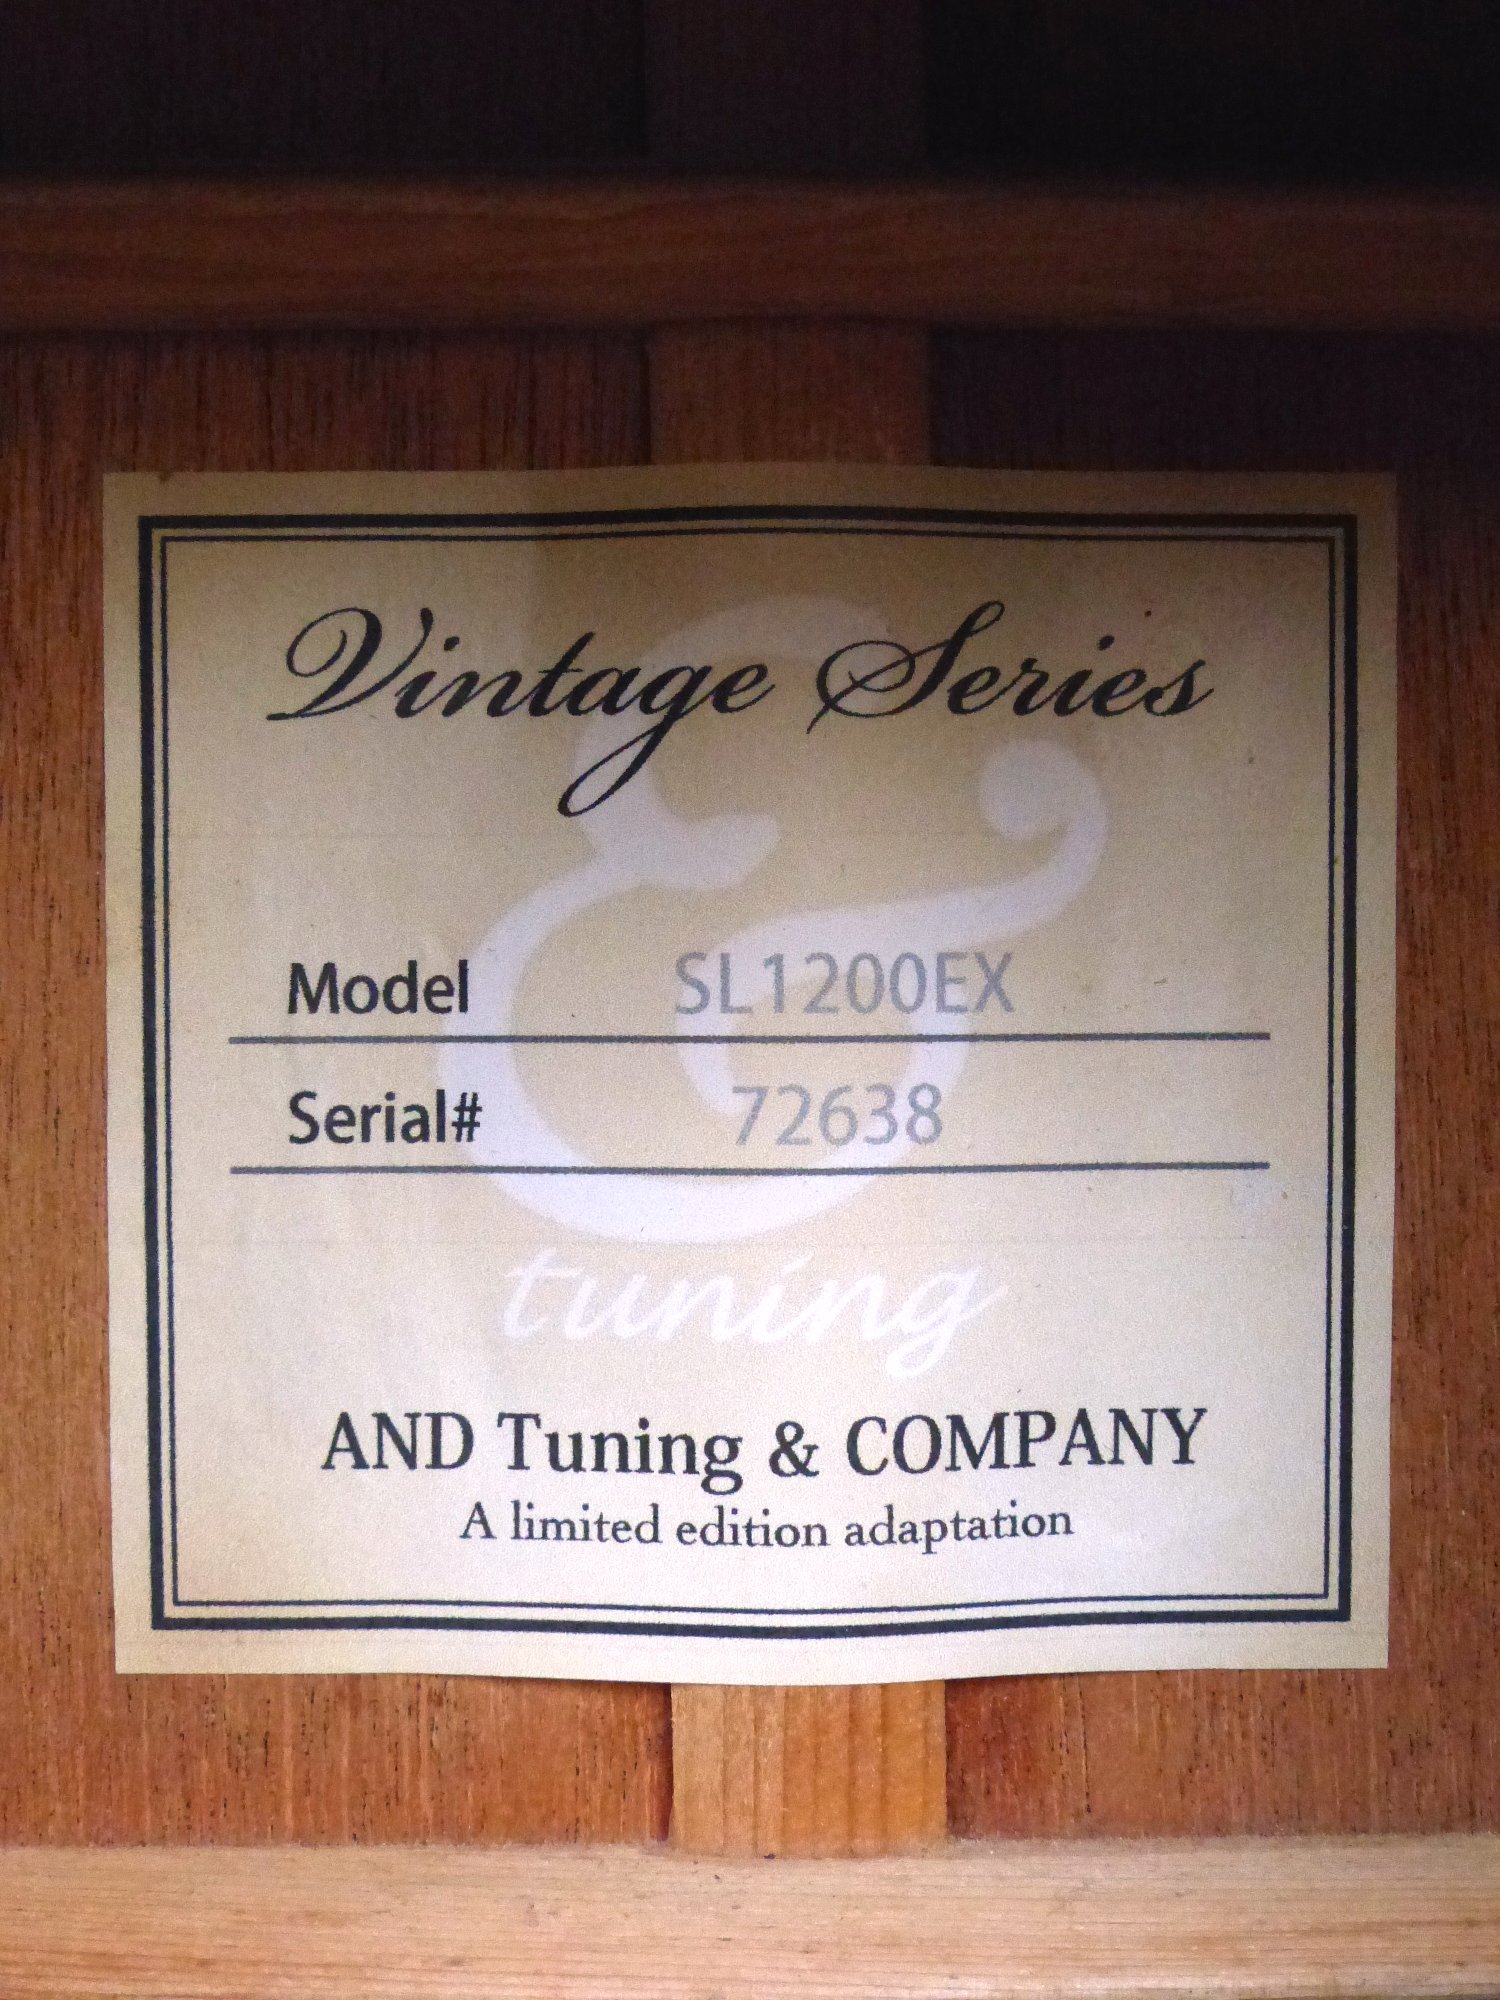 Vintage Series
&
Model SL1200EX
Serial# 72638
tuning
AND Tuning & COMPANY
A limited edition adaptation